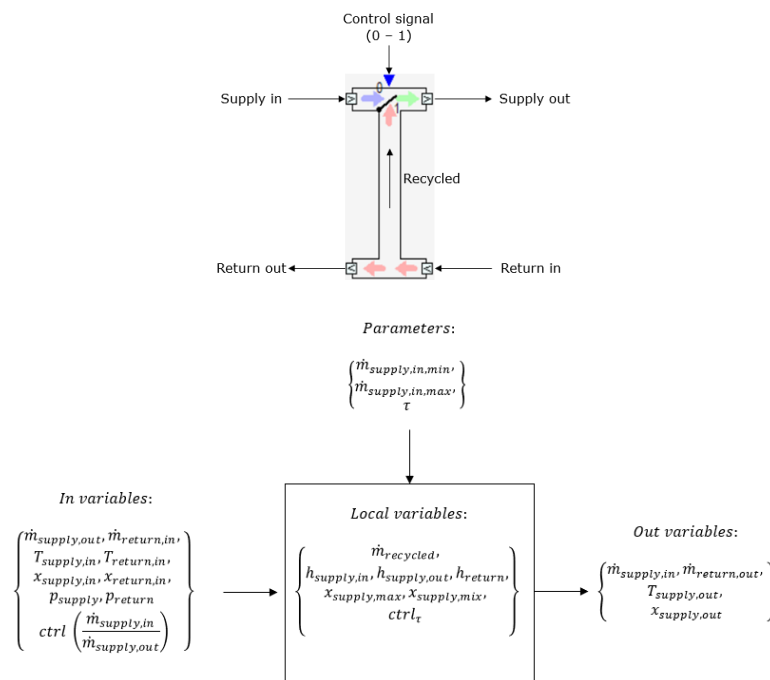 Control signal
(0 – 1)
0
Supply in
> >
Supply out
1
Recycled
Return out
< <
Return in
Parameters:
{ṁ_supply,in,min,
ṁ_supply,in,max,
τ}
In variables:
{ṁ_supply,out, ṁ_return,in,
T_supply,in, T_return,in,
x_supply,in, x_return,in,
p_supply, p_return
ctrl (ṁ_supply,in / ṁ_supply,out)}
Local variables:
{ṁ_recycled,
h_supply,in, h_supply,out, h_return,
x_supply,max, x_supply,mix,
ctrl_τ}
Out variables:
{ṁ_supply,in, ṁ_return,out,
T_supply,out,
x_supply,out}